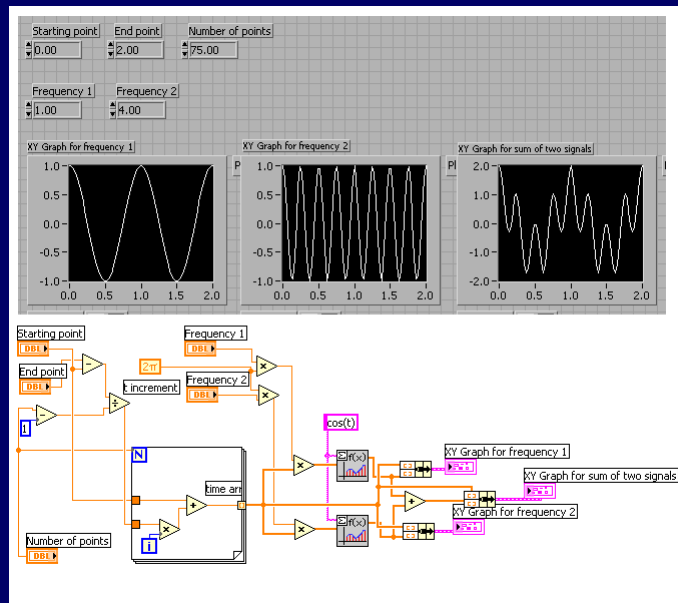 Starting point End point Number of points
0.00 2.00 75.00
Frequency 1 Frequency 2
1.00 4.00
XY Graph for frequency 1
1.0
0.5
0.0
-0.5
-1.0
0.0 0.5 1.0 1.5 2.0
P
XY Graph for frequency 2
1.0
0.5
0.0
-0.5
-1.0
0.0 0.5 1.0 1.5 2.0
Pl
XY Graph for sum of two signals
2.0
1.0
0.0
-1.0
-2.0
0.0 0.5 1.0 1.5 2.0
Starting point
DBL
End point
DBL
t increment
1
Frequency 1
DBL
2π
Frequency 2
DBL
cos(t)
N
time arr
i
Number of points
DBL
Σf(x)
Σf(x)
XY Graph for frequency 1
XY Graph for sum of two signals
XY Graph for frequency 2